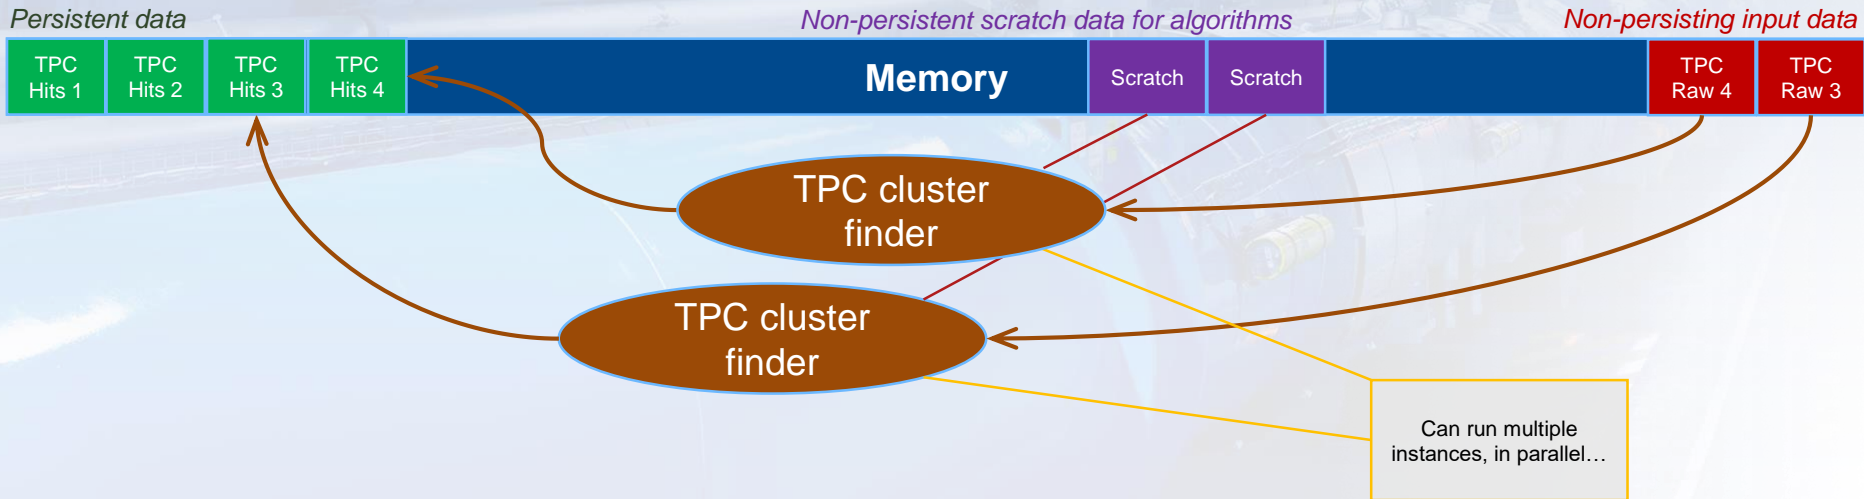 Persistent data
Non-persistent scratch data for algorithms
Non-persisting input data
TPC
Hits 1
TPC
Hits 2
TPC
Hits 3
TPC
Hits 4
Memory
Scratch
Scratch
TPC
Raw 4
TPC
Raw 3
TPC cluster
finder
TPC cluster
finder
Can run multiple
instances, in parallel…